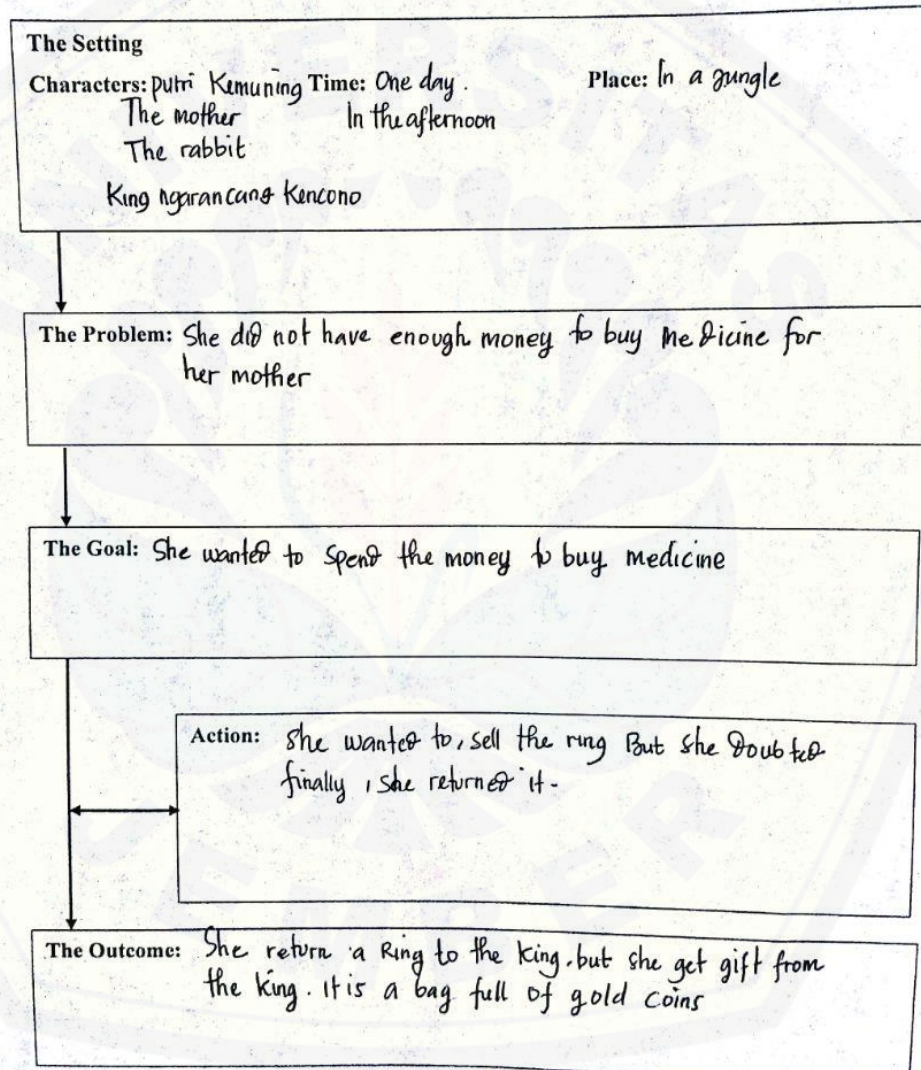 The Setting
Characters: putri Kemuning Time: One day. Place: In a jungle
The mother In the afternoon
The rabbit
King ngarancang Kencono
The Problem: She did not have enough money to buy medicine for
her mother
The Goal: She wanted to spend the money to buy medicine
Action: She wanted to, sell the ring But she doubted
finally, she returned it.
The Outcome: She return a Ring to the King. but she get gift from
the King. it is a bag full of gold coins
UNIVERSITAS
JEMBER